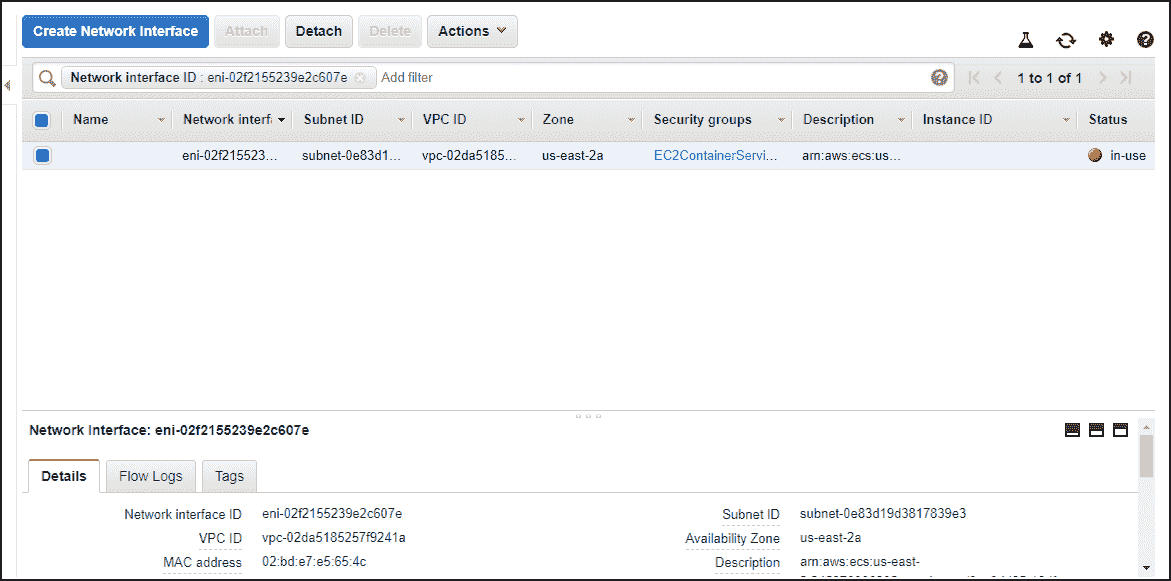 Create Network Interface Attach Detach Delete Actions
Network interface ID : eni-02f2155239e2c607e Add filter 1 to 1 of 1
Name Network interf Subnet ID VPC ID Zone Security groups Description Instance ID Status
eni-02f215523... subnet-0e83d1... vpc-02da5185... us-east-2a EC2ContainerServi... arn:aws:ecs:us... in-use
Network Interface: eni-02f2155239e2c607e
Details Flow Logs Tags
Network interface ID eni-02f2155239e2c607e Subnet ID subnet-0e83d19d3817839e3
VPC ID vpc-02da5185257f9241a Availability Zone us-east-2a
MAC address 02:bd:e7:e5:65:4c Description arn:aws:ecs:us-east-